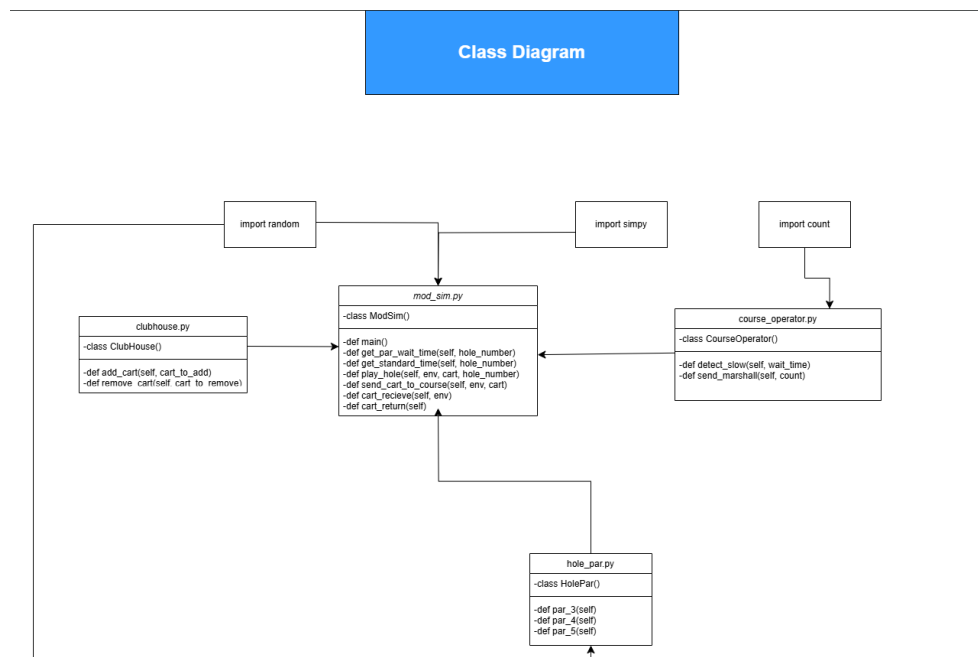 Class Diagram
import random
import simpy
import count
mod_sim.py
-class ModSim()
-def main()
-def get_par_wait_time(self, hole_number)
-def get_standard_time(self, hole_number)
-def play_hole(self, env, cart, hole_number)
-def send_cart_to_course(self, env, cart)
-def cart_recieve(self, env)
-def cart_return(self)
clubhouse.py
-class ClubHouse()
-def add_cart(self, cart_to_add)
-def remove_cart(self, cart_to_remove)
course_operator.py
-class CourseOperator()
-def detect_slow(self, wait_time)
-def send_marshall(self, count)
hole_par.py
-class HolePar()
-def par_3(self)
-def par_4(self)
-def par_5(self)